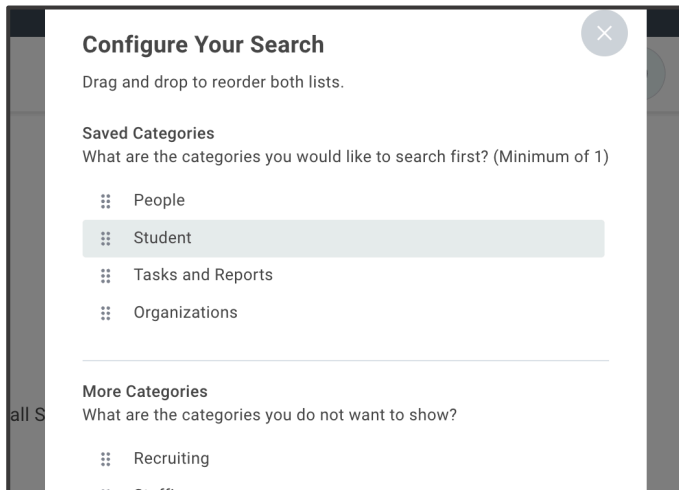 Configure Your Search
Drag and drop to reorder both lists.
Saved Categories
What are the categories you would like to search first? (Minimum of 1)
People
Student
Tasks and Reports
Organizations
More Categories
What are the categories you do not want to show?
all S
Recruiting